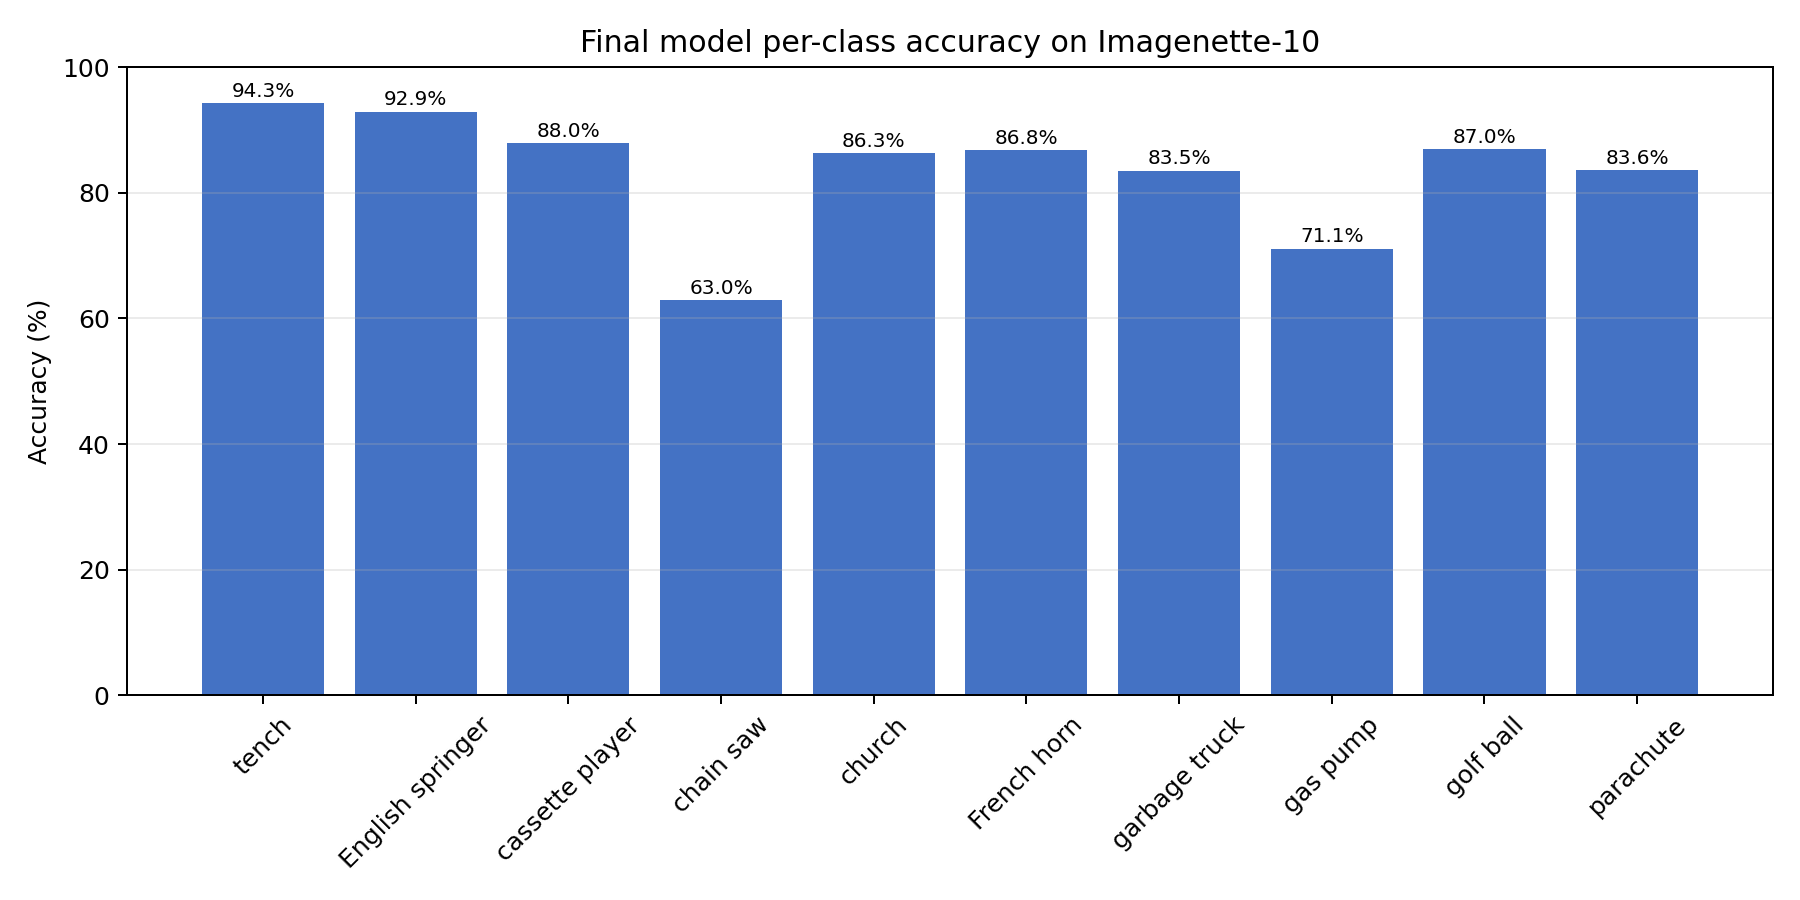 Final model per-class accuracy on Imagenette-10
Accuracy (%)
100
80
60
40
20
0
94.3%
92.9%
88.0%
63.0%
86.3%
86.8%
83.5%
71.1%
87.0%
83.6%
tench
English springer
cassette player
chain saw
church
French horn
garbage truck
gas pump
golf ball
parachute